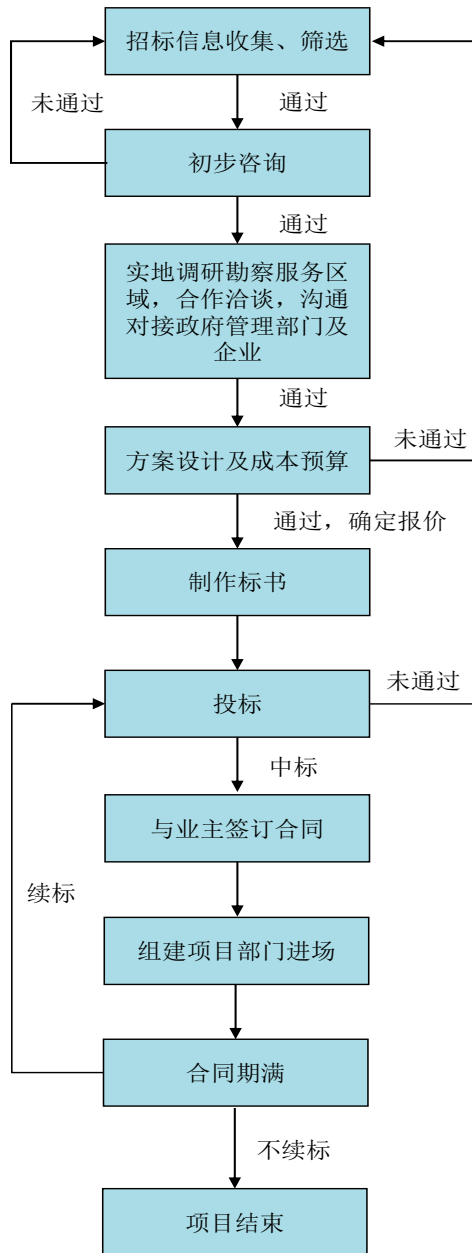 招标信息收集、筛选
未通过
通过
初步咨询
通过
实地调研勘察服务区
域，合作洽谈，沟通
对接政府管理部门及
企业
通过
未通过
方案设计及成本预算
通过，确定报价
制作标书
未通过
投标
中标
与业主签订合同
续标
组建项目部门进场
合同期满
不续标
项目结束